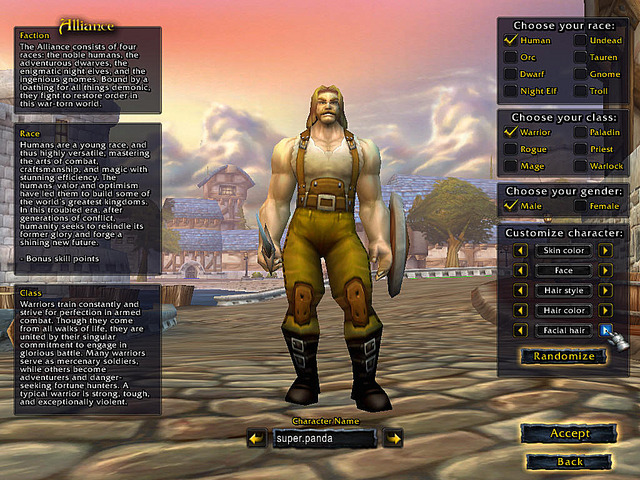 Alliance
Faction
The Alliance consists of four
races: the noble humans, the
adventurous dwarves, the
enigmatic night elves, and the
ingenious gnomes. Bound by a
loathing for all things demonic,
they fight to restore order in
this war-torn world.
Race
Humans are a young race, and
thus highly versatile, mastering
the arts of combat,
craftsmanship, and magic with
stunning efficiency. The
humans' valor and optimism
have led them to build some of
the world's greatest kingdoms.
In this troubled era, after
generations of conflict,
humanity seeks to rekindle its
former glory and forge a
shining new future.
- Bonus skill points
Class
Warriors train constantly and
strive for perfection in armed
combat. Though they come
from all walks of life, they are
united by their singular
commitment to engage in
glorious battle. Many warriors
serve as mercenary soldiers,
while others become
adventurers and danger-
seeking fortune hunters. A
typical warrior is strong, tough,
and exceptionally violent.
Character Name
super.panda
Choose your race:
Human Undead
Orc Tauren
Dwarf Gnome
Night Elf Troll
Choose your class:
Warrior Paladin
Rogue Priest
Mage Warlock
Choose your gender:
Male Female
Customize character:
Skin color
Face
Hair style
Hair color
Facial hair
Randomize
Accept
Back